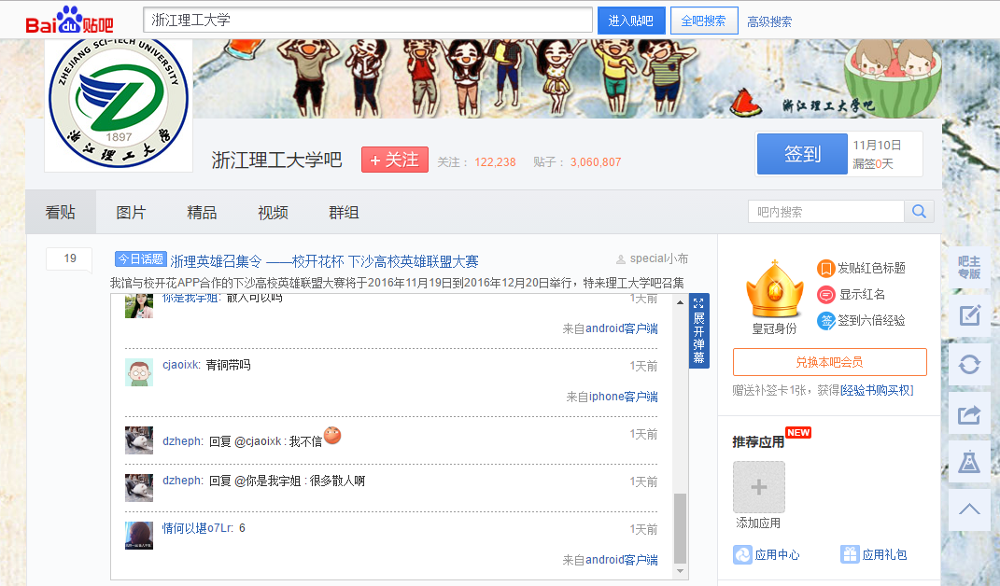 Bai du 贴吧
浙江理工大学
进入贴吧
全吧搜索
高级搜索
ZHEJIANG SCI-TECH UNIVERSITY
1897
浙江理工大学
浙江理工大学吧
浙江理工大学吧
+ 关注
关注： 122,238
贴子： 3,060,807
签到
11月10日
漏签0天
看贴
图片
精品
视频
群组
吧内搜索
19
今日话题
浙理英雄召集令 ——校开花杯 下沙高校英雄联盟大赛
special小布
我馆与校开花APP合作的下沙高校英雄联盟大赛将于2016年11月19日到2016年12月20日举行，特来理工大学吧召集
你是我宇姐: 散人可以吗
1天前
来自android客户端
cjaoixk: 青铜带吗
1天前
来自iphone客户端
dzheph: 回复 @cjaoixk : 我不信
1天前
dzheph: 回复 @你是我宇姐 : 很多散人啊
1天前
情何以堪o7Lr: 6
1天前
来自android客户端
展开弹幕
皇冠身份
发贴红色标题
显示红名
签
签到六倍经验
兑换本吧会员
赠送补签卡1张，获得[经验书购买权]
推荐应用
NEW
添加应用
应用中心
应用礼包
吧主
专版